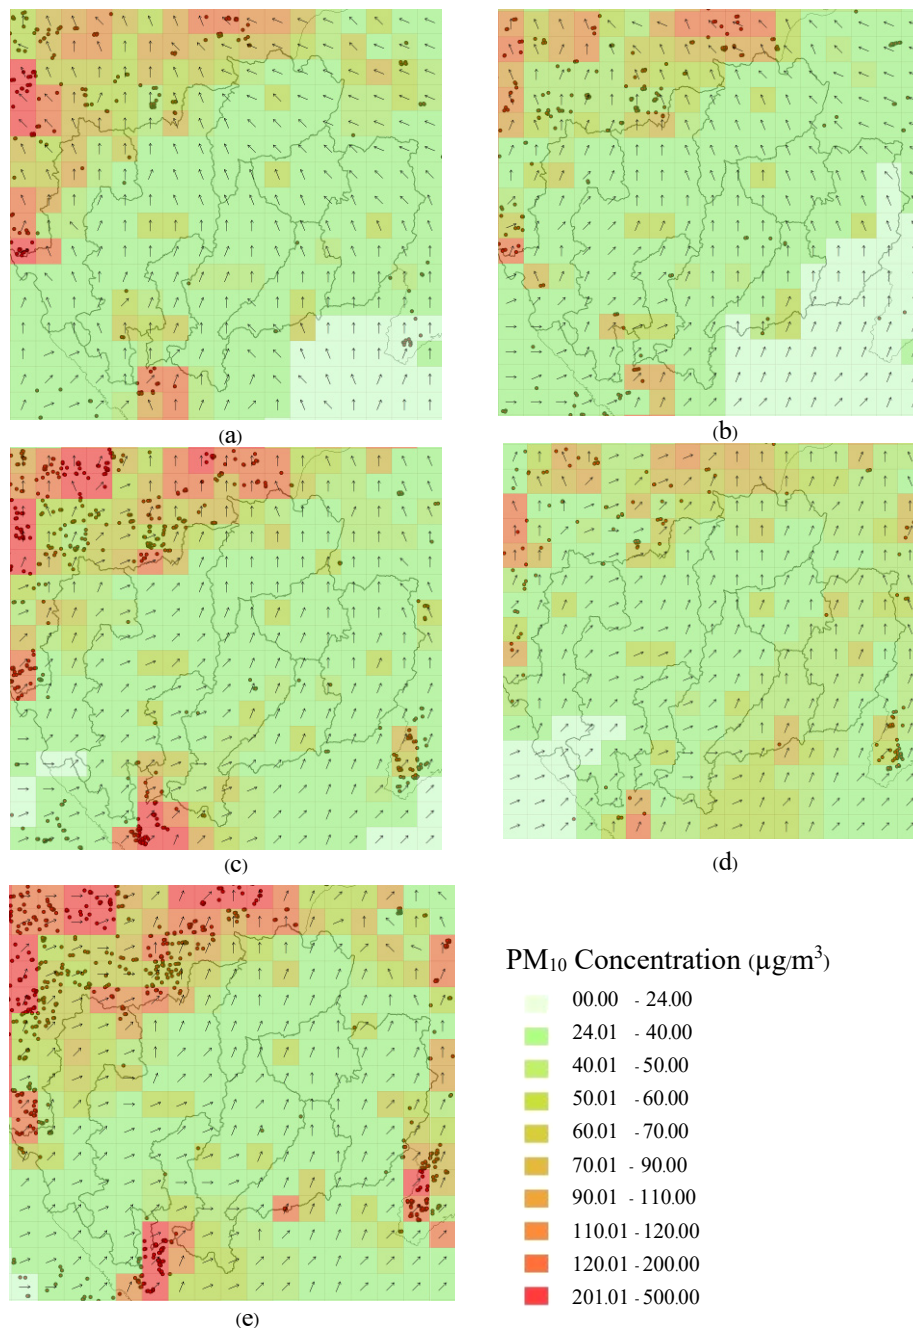 (a)
(b)
(c)
(d)
(e)
PM₁₀ Concentration (µg/m³)
00.00 - 24.00
24.01 - 40.00
40.01 - 50.00
50.01 - 60.00
60.01 - 70.00
70.01 - 90.00
90.01 - 110.00
110.01 - 120.00
120.01 - 200.00
201.01 - 500.00